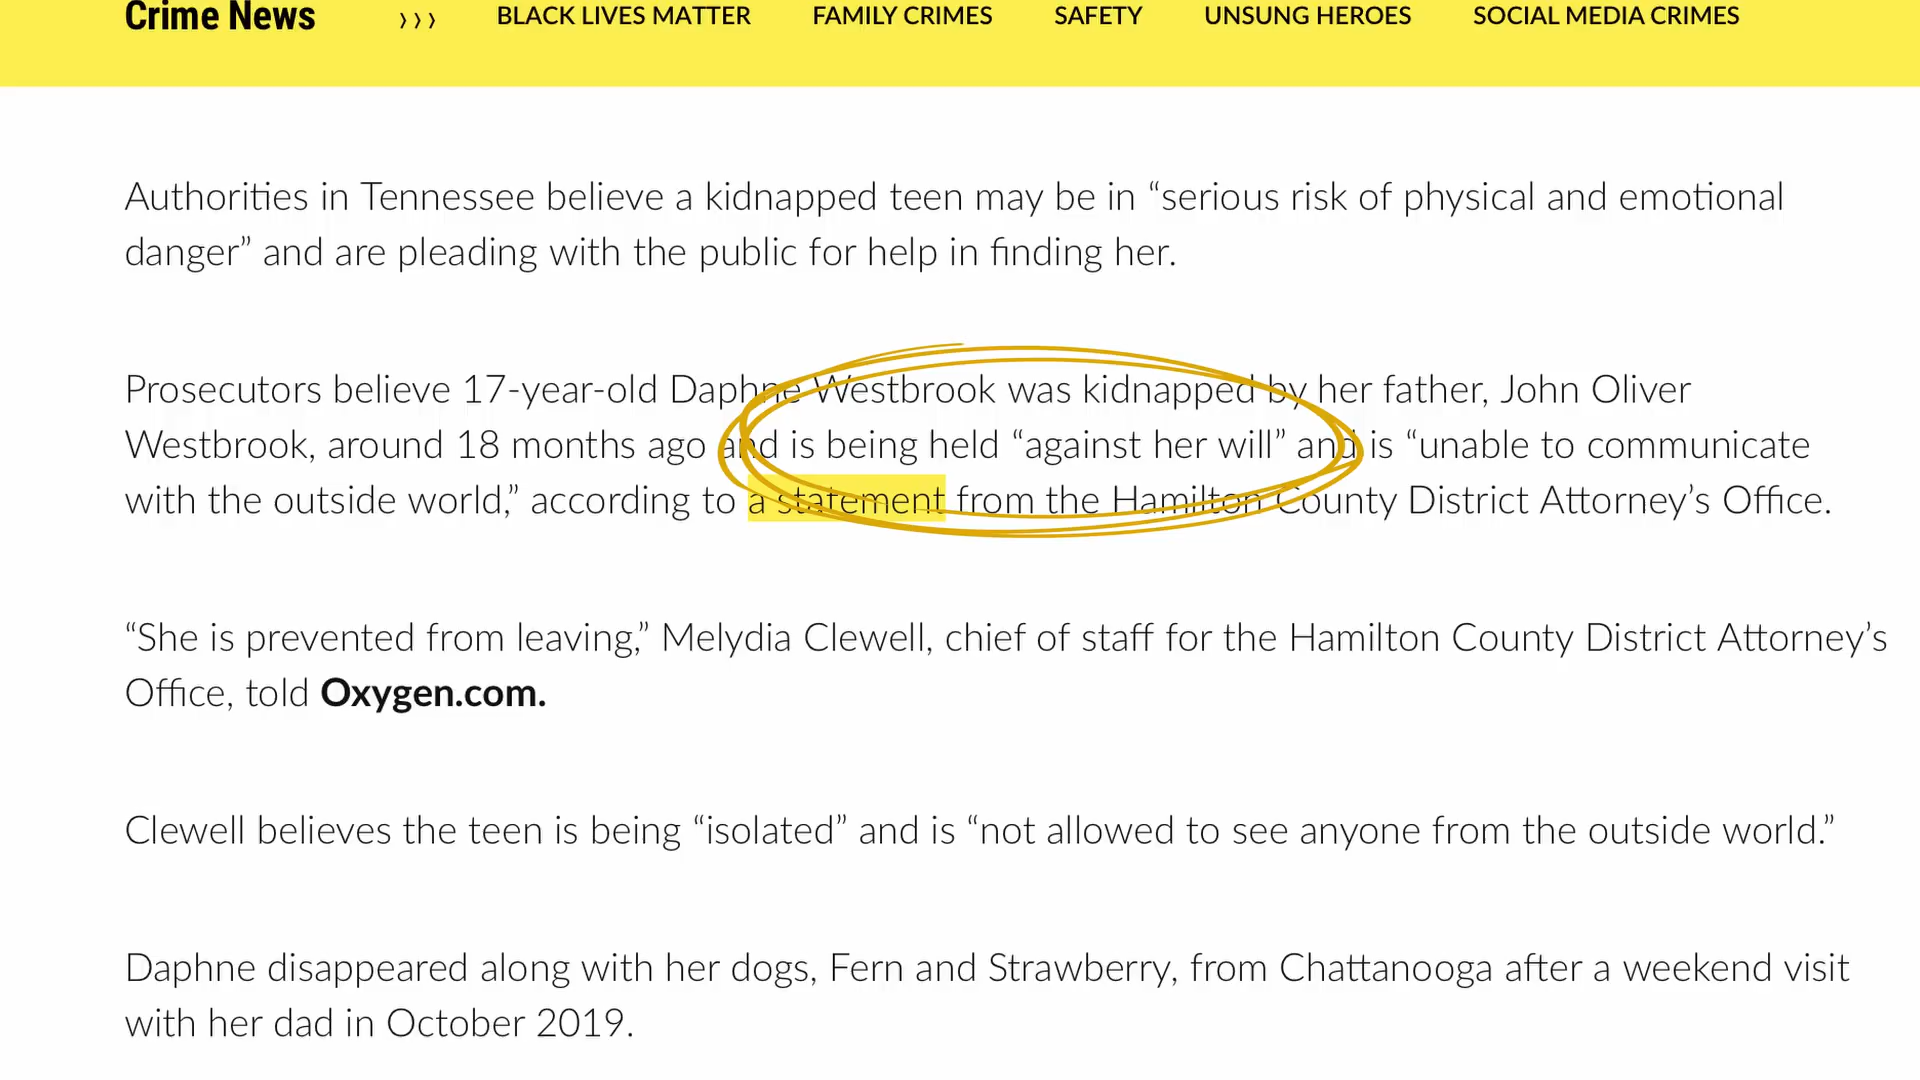 Crime News >>> BLACK LIVES MATTER FAMILY CRIMES SAFETY UNSUNG HEROES SOCIAL MEDIA CRIMES
Authorities in Tennessee believe a kidnapped teen may be in “serious risk of physical and emotional
danger” and are pleading with the public for help in finding her.
Prosecutors believe 17-year-old Daphne Westbrook was kidnapped by her father, John Oliver
Westbrook, around 18 months ago and is being held “against her will” and is “unable to communicate
with the outside world,” according to a statement from the Hamilton County District Attorney’s Office.
“She is prevented from leaving,” Melydia Clewell, chief of staff for the Hamilton County District Attorney’s
Office, told Oxygen.com.
Clewell believes the teen is being “isolated” and is “not allowed to see anyone from the outside world.”
Daphne disappeared along with her dogs, Fern and Strawberry, from Chattanooga after a weekend visit
with her dad in October 2019.